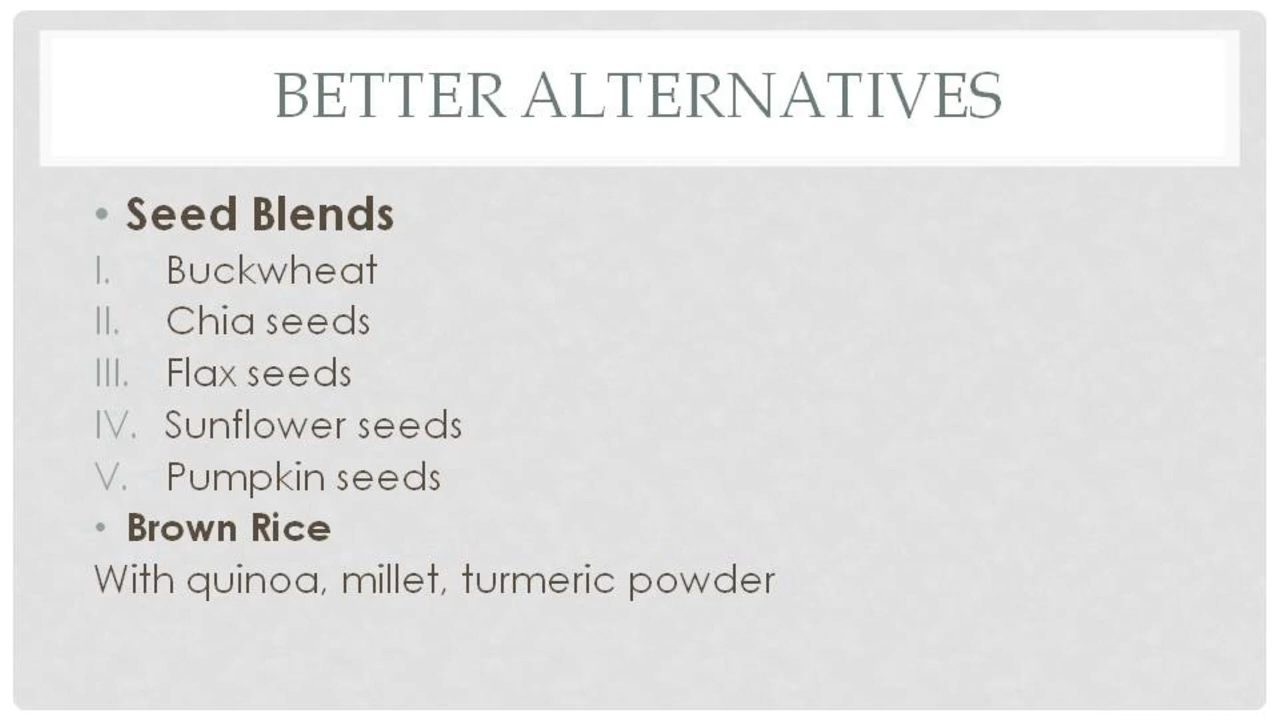 BETTER ALTERNATIVES
• Seed Blends
I. Buckwheat
II. Chia seeds
III. Flax seeds
IV. Sunflower seeds
V. Pumpkin seeds
• Brown Rice
With quinoa, millet, turmeric powder